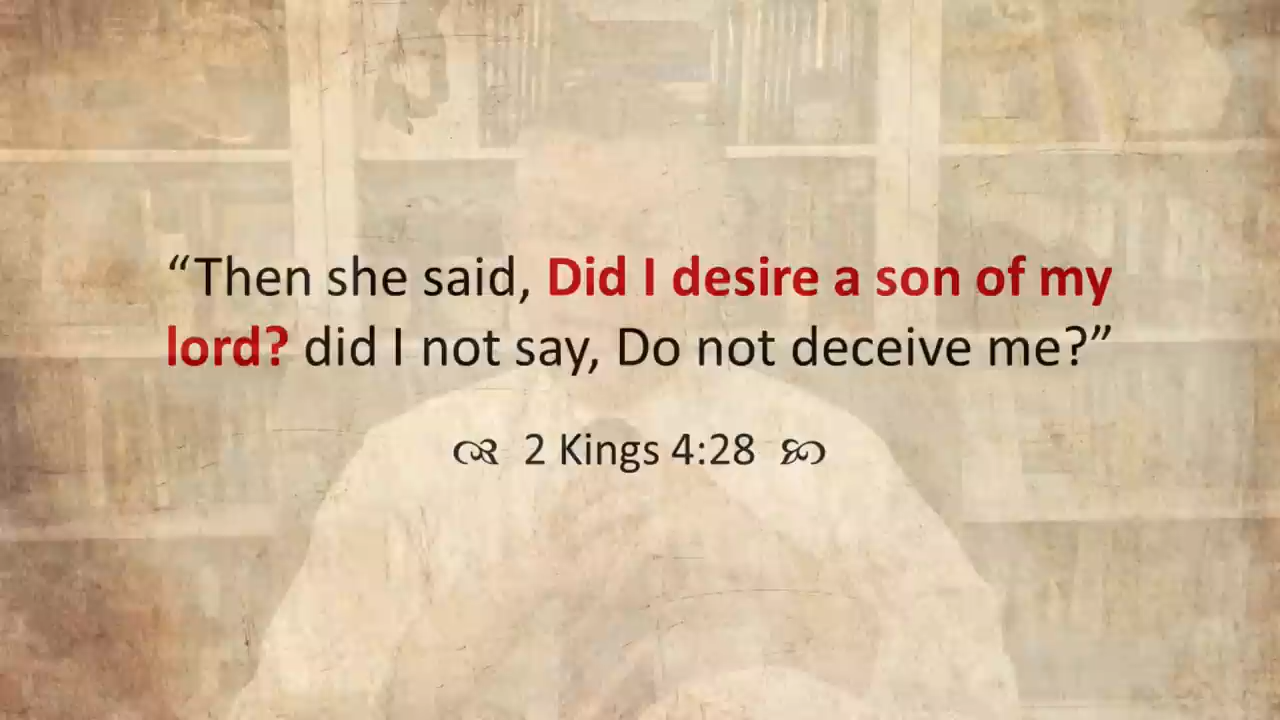 “Then she said, Did I desire a son of my
lord? did I not say, Do not deceive me?”
2 Kings 4:28